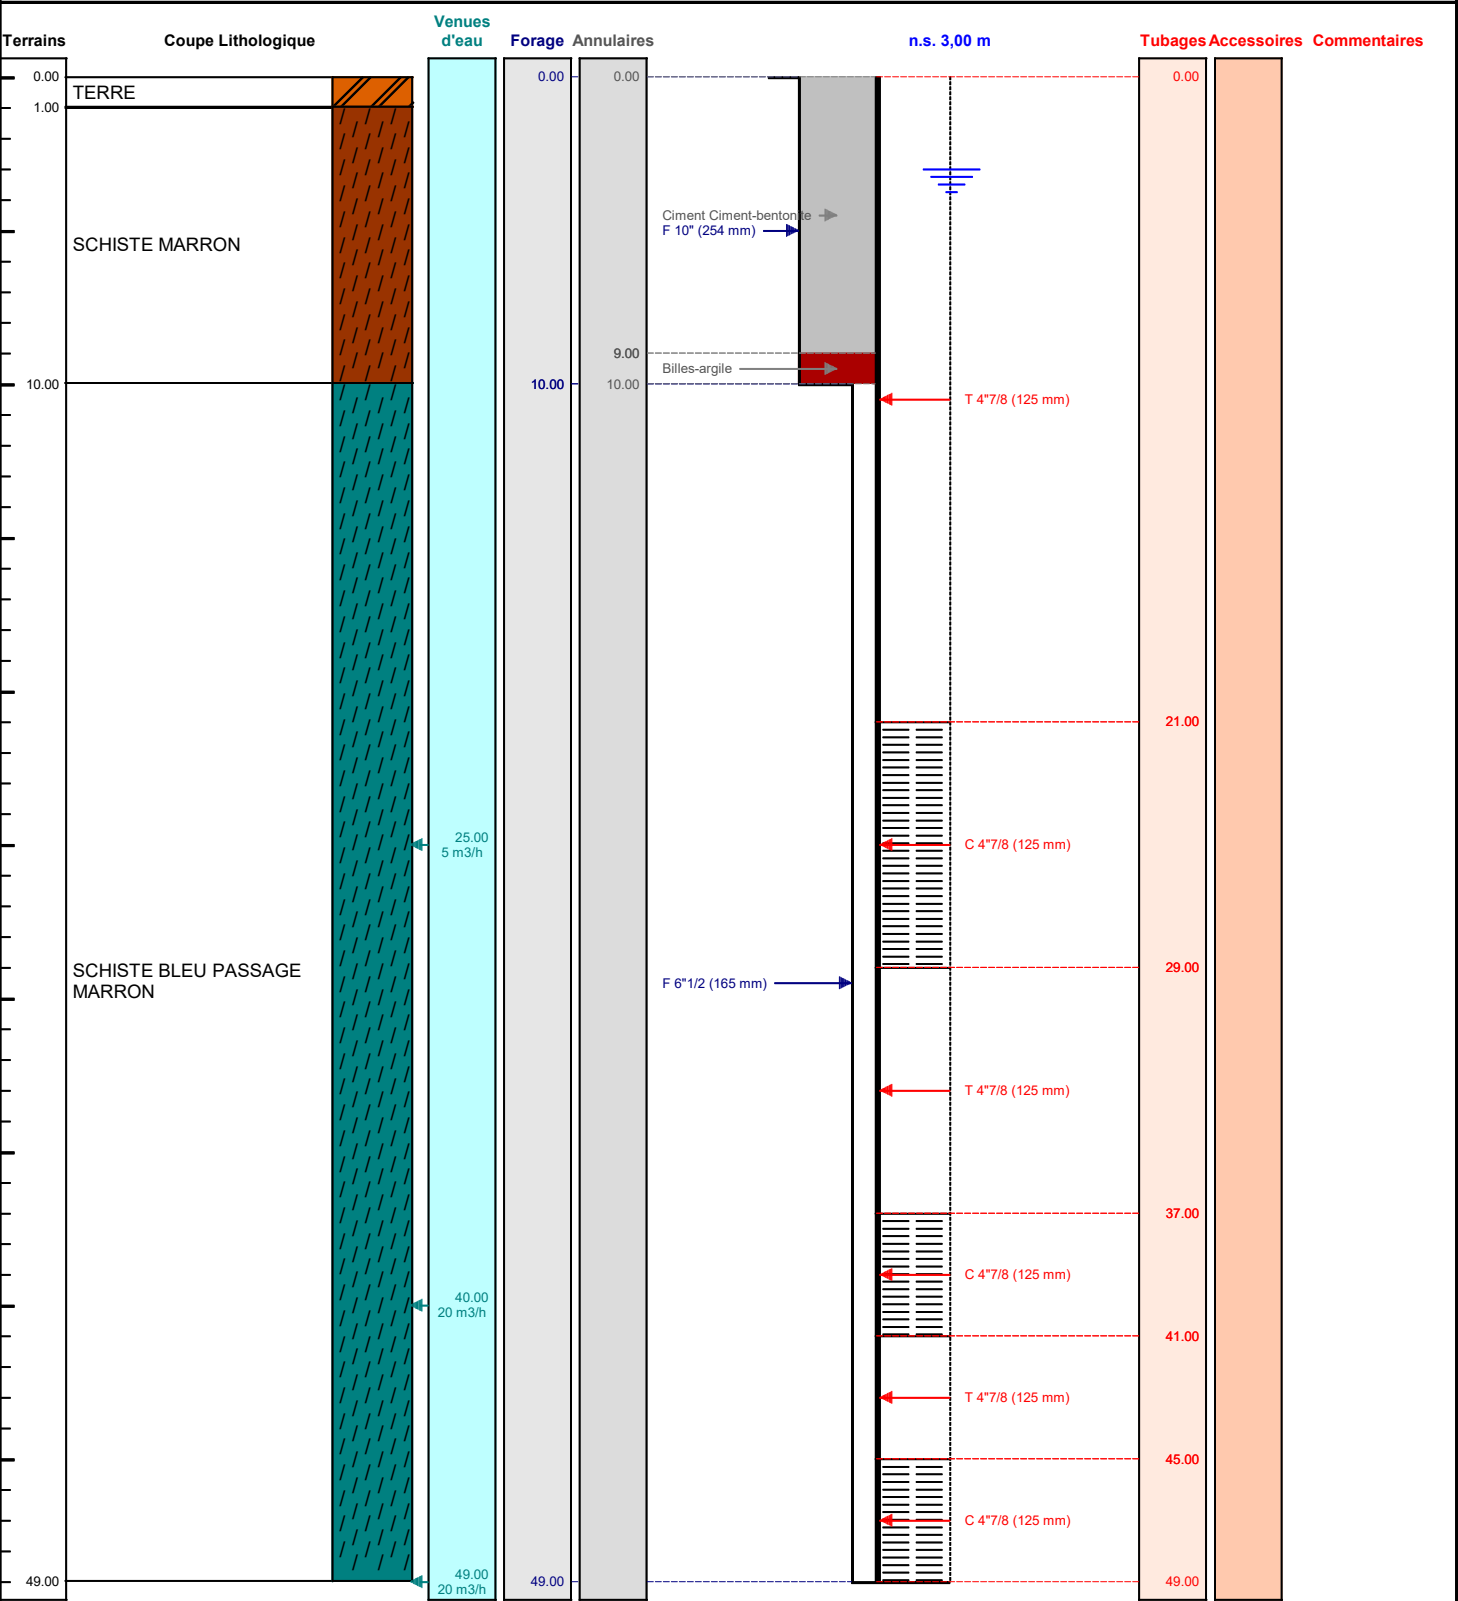 Terrains
Coupe Lithologique
Venues
d'eau
Forage
Annulaires
n.s. 3,00 m
Tubages
Accessoires
Commentaires
0.00
0.00
0.00
0.00
TERRE
1.00
Ciment Ciment-bentonite
F 10" (254 mm)
SCHISTE MARRON
9.00
Billes-argile
10.00
10.00
10.00
T 4"7/8 (125 mm)
21.00
25.00
5 m3/h
C 4"7/8 (125 mm)
29.00
SCHISTE BLEU PASSAGE
MARRON
F 6"1/2 (165 mm)
T 4"7/8 (125 mm)
37.00
C 4"7/8 (125 mm)
40.00
20 m3/h
41.00
T 4"7/8 (125 mm)
45.00
C 4"7/8 (125 mm)
49.00
49.00
20 m3/h
49.00
49.00